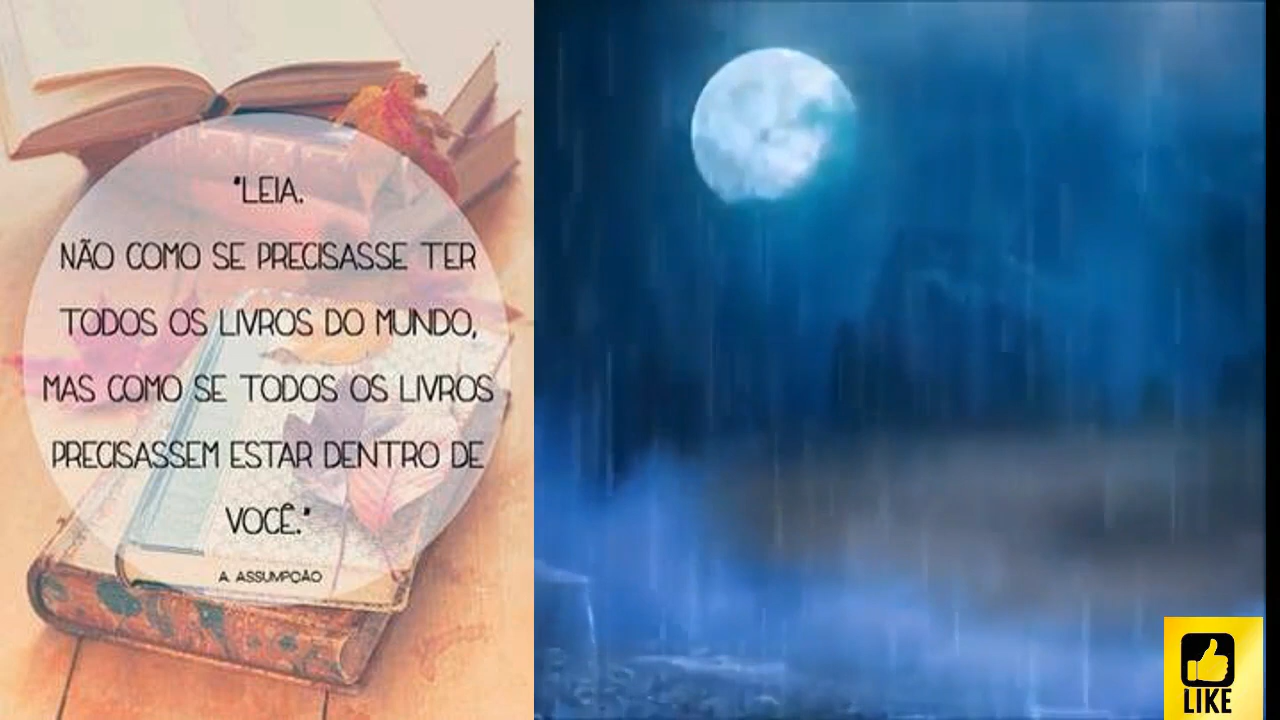 "LEIA.
NÃO COMO SE PRECISASSE TER
TODOS OS LIVROS DO MUNDO,
MAS COMO SE TODOS OS LIVROS
PRECISASSEM ESTAR DENTRO DE
VOCÊ."
A. ASSUMPÇÃO
LIKE